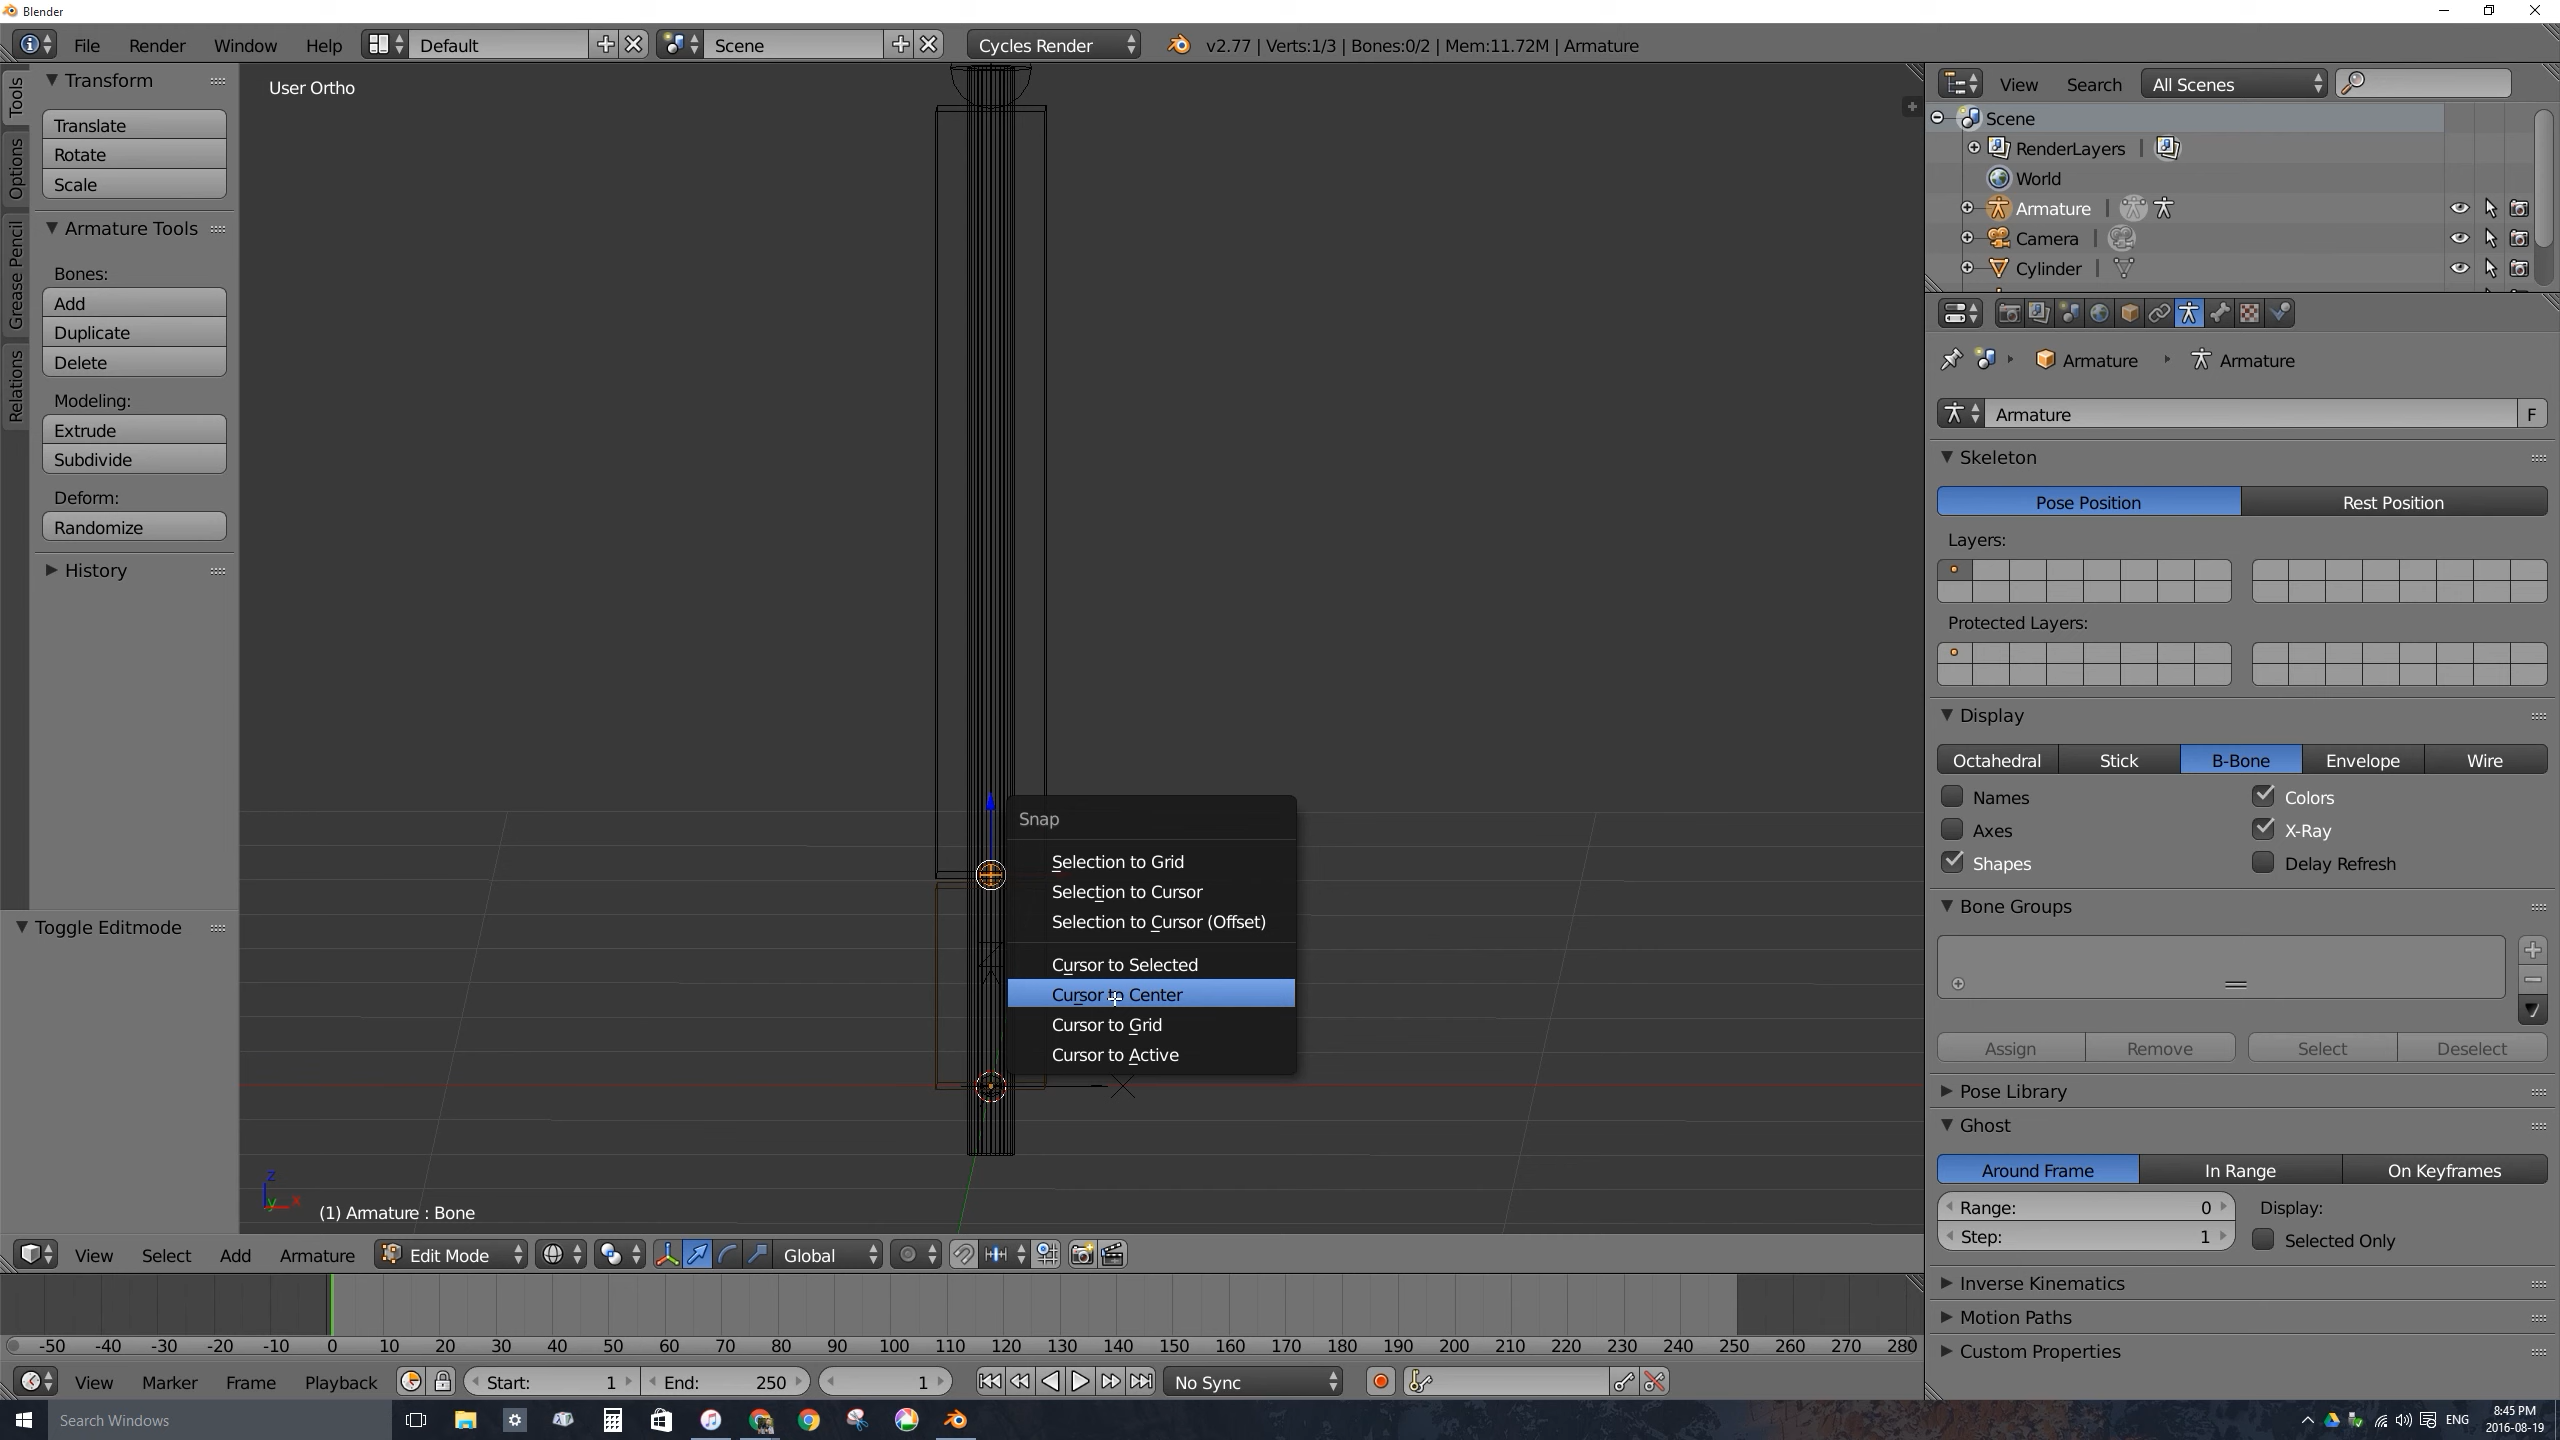 Blender
File Render Window Help Default Scene Cycles Render v2.77 | Verts:1/3 | Bones:0/2 | Mem:11.72M | Armature
Tools
Options
Grease Pencil
Relations
Transform
Translate
Rotate
Scale
Armature Tools
Bones:
Add
Duplicate
Delete
Modeling:
Extrude
Subdivide
Deform:
Randomize
History
Toggle Editmode
User Ortho
Snap
Selection to Grid
Selection to Cursor
Selection to Cursor (Offset)
Cursor to Selected
Cursor to Center
Cursor to Grid
Cursor to Active
z
y x
(1) Armature : Bone
View Select Add Armature Edit Mode Global
-50 -40 -30 -20 -10 0 10 20 30 40 50 60 70 80 90 100 110 120 130 140 150 160 170 180 190 200 210 220 230 240 250 260 270 280
View Marker Frame Playback Start: 1 End: 250 1 No Sync
View Search All Scenes
Scene
RenderLayers |
World
Armature |
Camera |
Cylinder |
Armature Armature
Armature F
Skeleton
Pose Position Rest Position
Layers:
Protected Layers:
Display
Octahedral Stick B-Bone Envelope Wire
Names Colors
Axes X-Ray
Shapes Delay Refresh
Bone Groups
Assign Remove Select Deselect
Pose Library
Ghost
Around Frame In Range On Keyframes
Range: 0 Display:
Step: 1 Selected Only
Inverse Kinematics
Motion Paths
Custom Properties
Search Windows
ENG
8:45 PM
2016-08-19